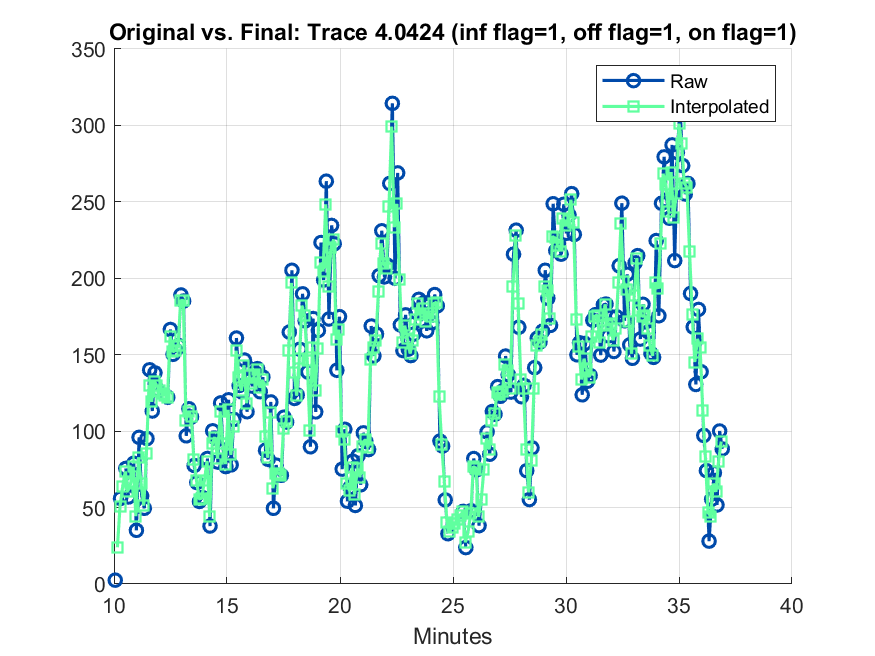 Original vs. Final: Trace 4.0424 (inf flag=1, off flag=1, on flag=1)
350
300
250
200
150
100
50
0
Raw
Interpolated
10 15 20 25 30 35 40
Minutes